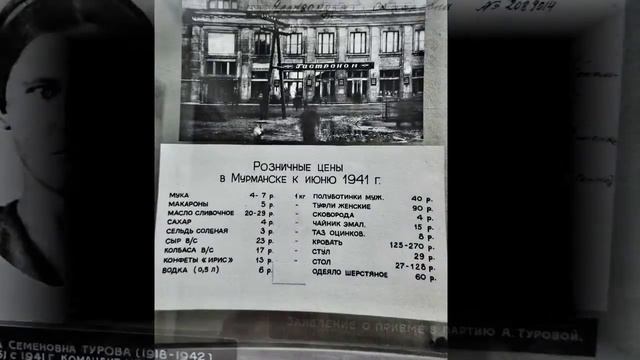 № 2089014
Гастроном
Розничные цены
в Мурманске к июню 1941 г.
мука 4-7 р. 1 кг полуботинки муж. 40 р.
макароны 5 р. " туфли женские 90 р.
масло сливочное 20-29 р. " сковорода 4 р.
сахар 4 р. " чайник эмал. 15 р.
сельдь соленая 3 р. " таз оцинков. 8 р.
сыр в/с 23 р. " кровать 125-270 р.
колбаса в/с 17 р. " стул 29 р.
конфеты «ирис» 13 р. " стол 27-128 р.
водка (0,5 л) 6 р. одеяло шерстяное 60 р.
Заявление о приеме в партию А. Туровой.
а Семеновна Турова (1918-1942)
с 1941 г.